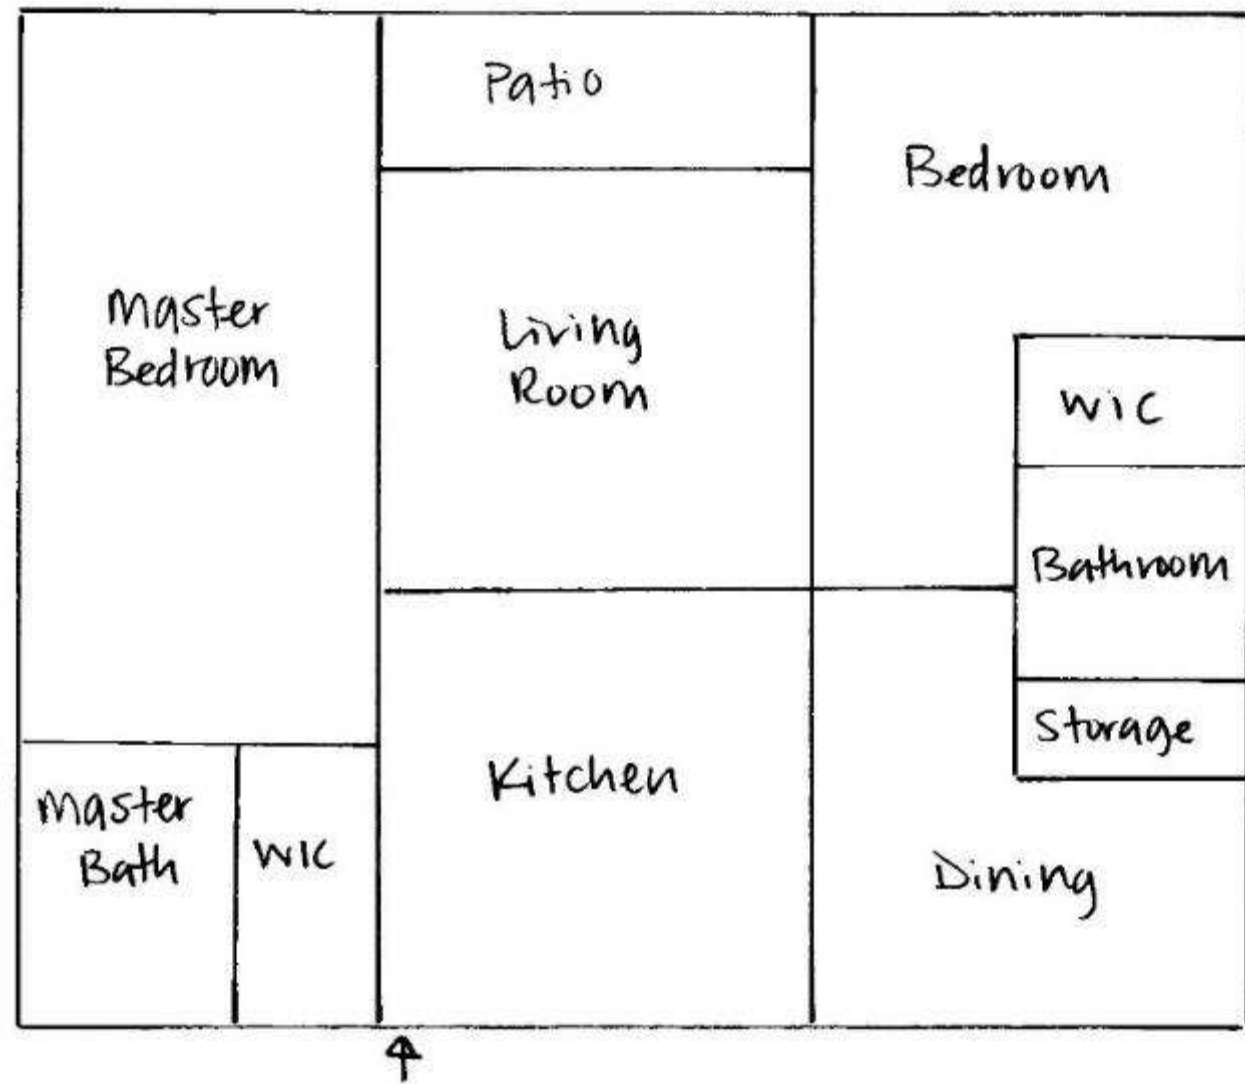 Patio
Bedroom
Master
Bedroom
Living
Room
WIC
Bathroom
Storage
Kitchen
Master
Bath
WIC
Dining